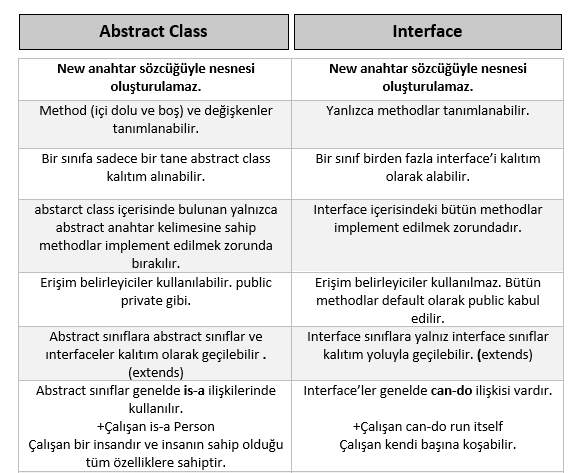 Abstract Class
Interface
New anahtar sözcüğüyle nesnesi
oluşturulamaz.
New anahtar sözcüğüyle nesnesi
oluşturulamaz.
Method (içi dolu ve boş) ve değişkenler
tanımlanabilir.
Yanlızca methodlar tanımlanabilir.
Bir sınıfa sadece bir tane abstract class
kalıtım alınabilir.
Bir sınıf birden fazla interface’i kalıtım
olarak alabilir.
abstarct class içerisinde bulunan yalnızca
abstract anahtar kelimesine sahip
methodlar implement edilmek zorunda
bırakılır.
Interface içerisindeki bütün methodlar
implement edilmek zorundadır.
Erişim belirleyiciler kullanılabilir. public
private gibi.
Erişim belirleyiciler kullanılmaz. Bütün
methodlar default olarak public kabul
edilir.
Abstract sınıflara abstract sınıflar ve
ınterfaceler kalıtım olarak geçilebilir .
(extends)
Interface sınıflara yalnız interface sınıflar
kalıtım yoluyla geçilebilir. (extends)
Abstract sınıflar genelde is-a ilişkilerinde
kullanılır.
+Çalışan is-a Person
Çalışan bir insandır ve insanın sahip olduğu
tüm özelliklere sahiptir.
Interface’ler genelde can-do ilişkisi vardır.
+Çalışan can-do run itself
Çalışan kendi başına koşabilir.